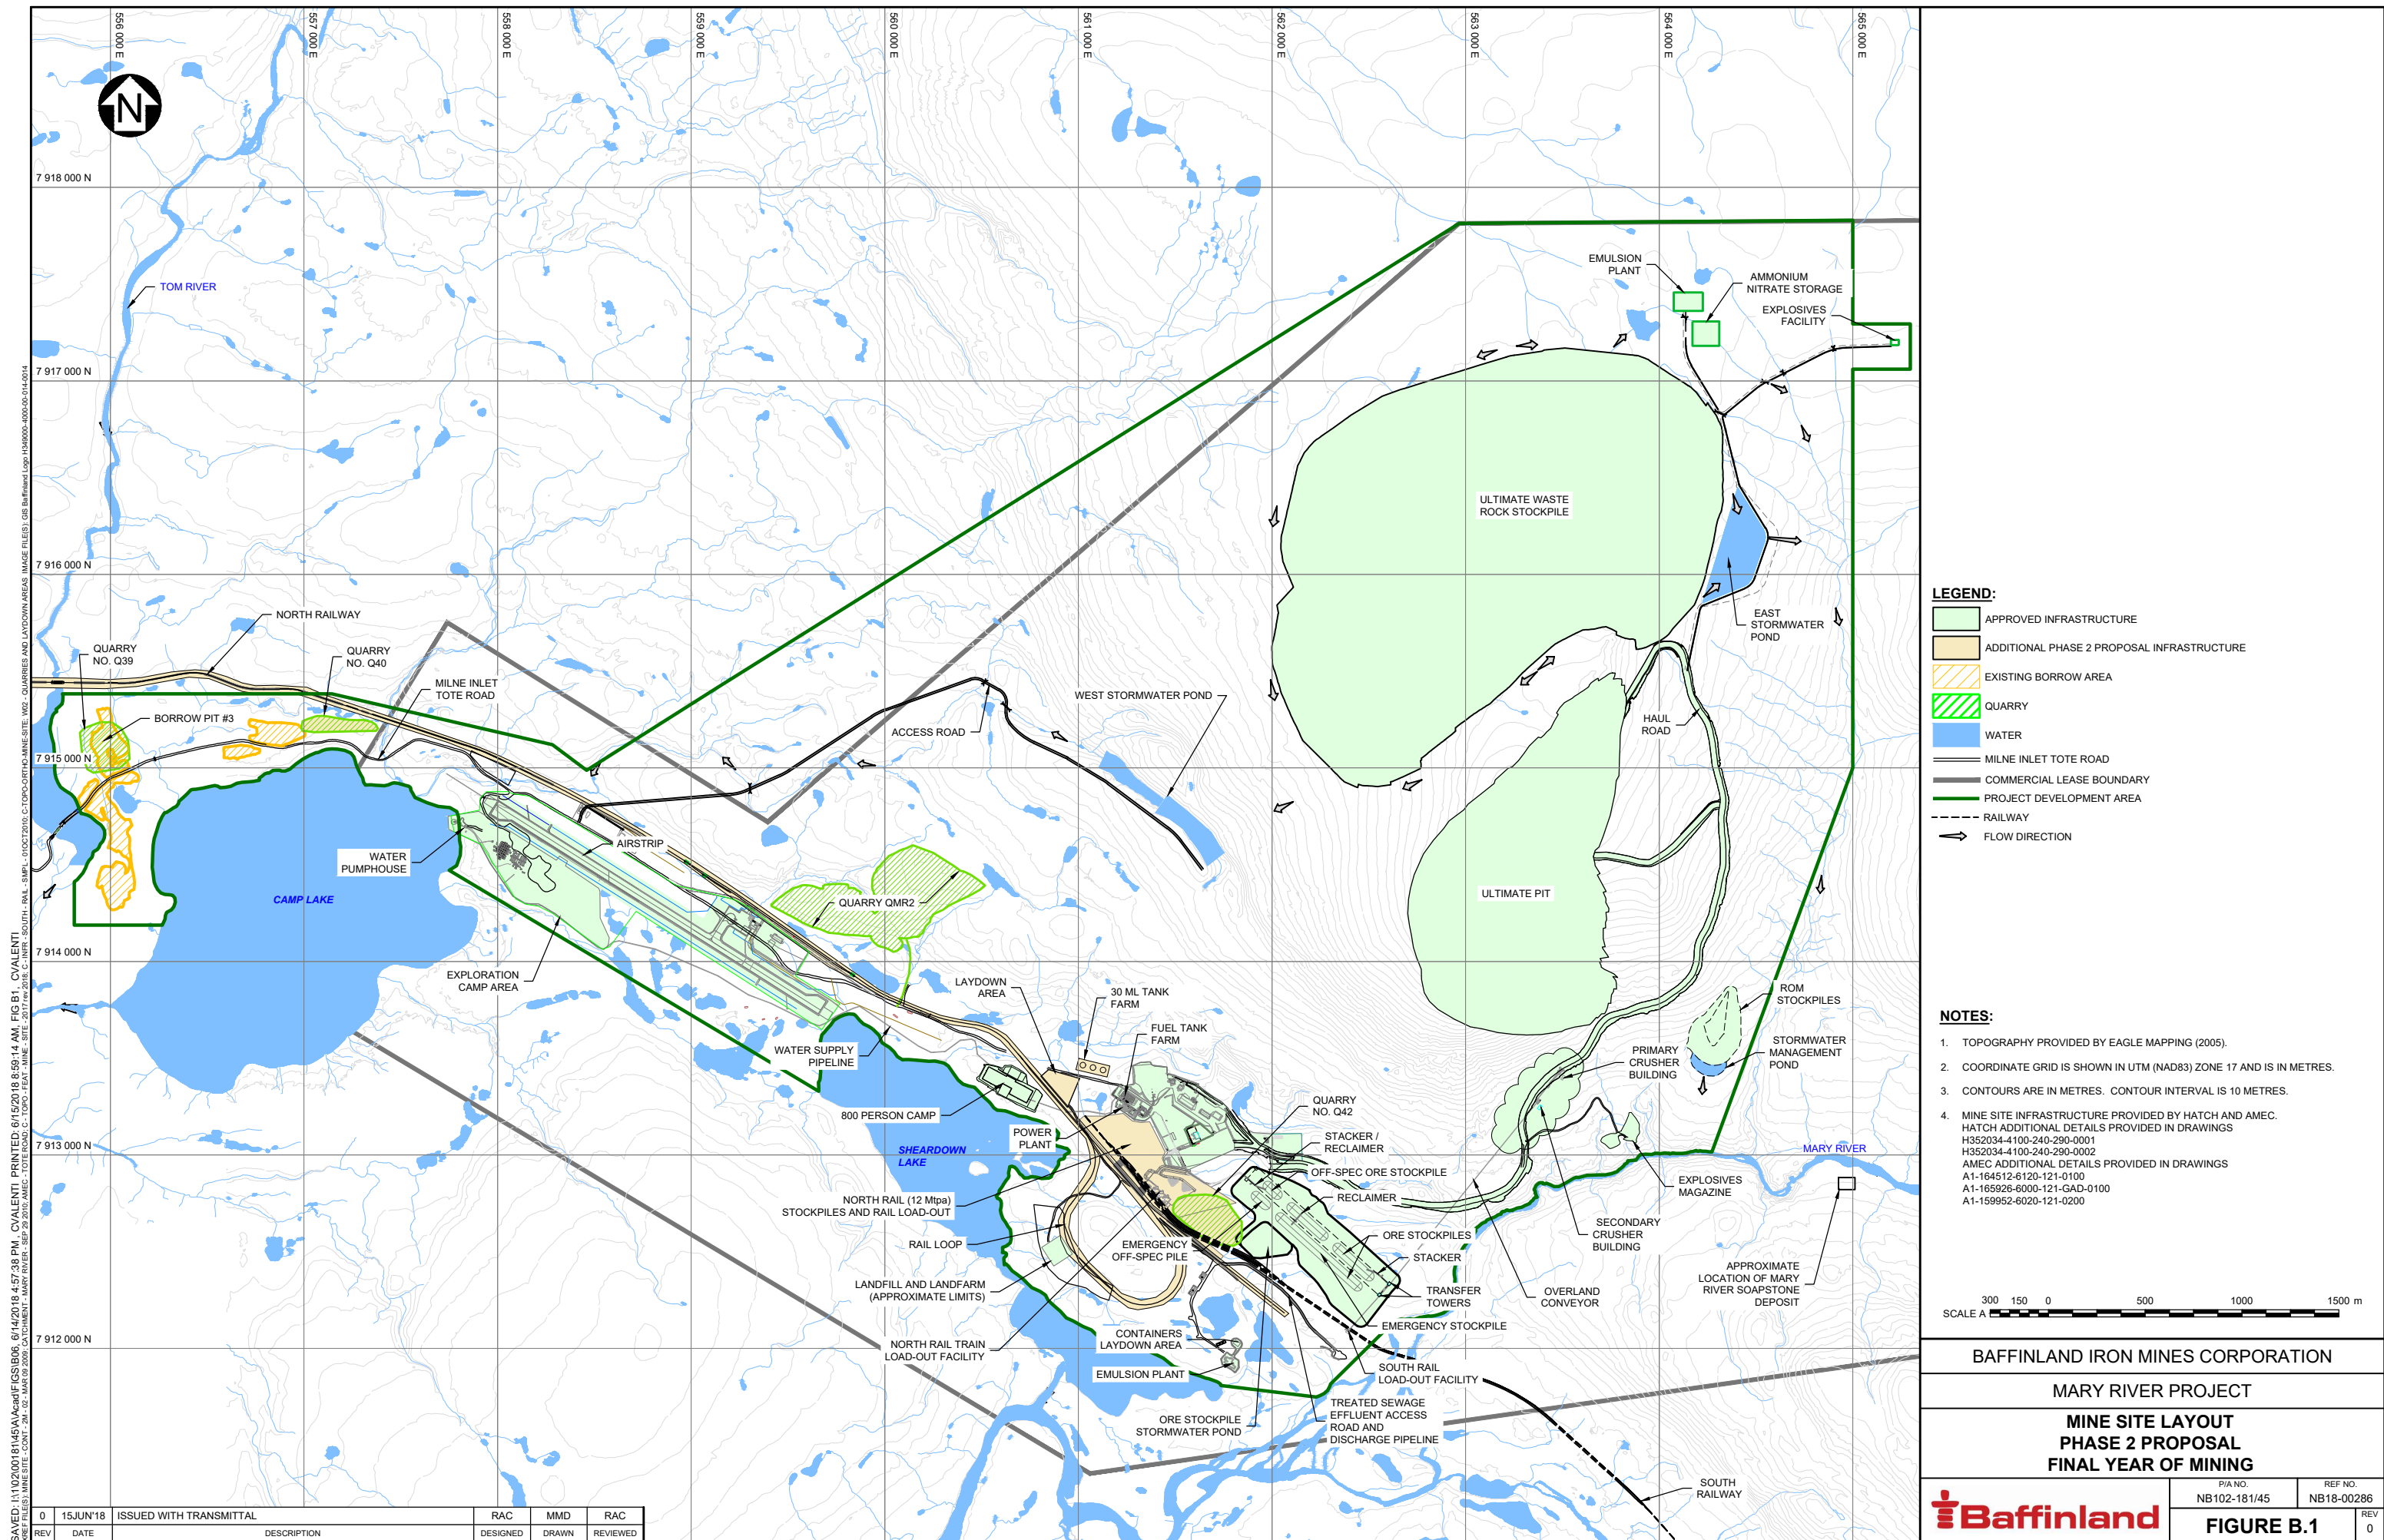 556 000 E
557 000 E
558 000 E
559 000 E
560 000 E
561 000 E
562 000 E
563 000 E
564 000 E
565 000 E
N
7 918 000 N
7 917 000 N
7 916 000 N
7 915 000 N
7 914 000 N
7 913 000 N
7 912 000 N
TOM RIVER
EMULSION
PLANT
AMMONIUM
NITRATE STORAGE
EXPLOSIVES
FACILITY
ULTIMATE WASTE
ROCK STOCKPILE
EAST
STORMWATER
POND
NORTH RAILWAY
QUARRY
NO. Q39
QUARRY
NO. Q40
MILNE INLET
TOTE ROAD
BORROW PIT #3
WEST STORMWATER POND
ACCESS ROAD
HAUL
ROAD
WATER
PUMPHOUSE
AIRSTRIP
CAMP LAKE
QUARRY QMR2
ULTIMATE PIT
EXPLORATION
CAMP AREA
LAYDOWN
AREA
30 ML TANK
FARM
FUEL TANK
FARM
ROM
STOCKPILES
STORMWATER
MANAGEMENT
POND
PRIMARY
CRUSHER
BUILDING
WATER SUPPLY
PIPELINE
800 PERSON CAMP
QUARRY
NO. Q42
POWER
PLANT
STACKER /
RECLAIMER
SHEARDOWN
LAKE
MARY RIVER
OFF-SPEC ORE STOCKPILE
EXPLOSIVES
MAGAZINE
RECLAIMER
NORTH RAIL (12 Mtpa)
STOCKPILES AND RAIL LOAD-OUT
SECONDARY
CRUSHER
BUILDING
RAIL LOOP
EMERGENCY
OFF-SPEC PILE
ORE STOCKPILES
STACKER
LANDFILL AND LANDFARM
(APPROXIMATE LIMITS)
TRANSFER
TOWERS
OVERLAND
CONVEYOR
APPROXIMATE
LOCATION OF MARY
RIVER SOAPSTONE
DEPOSIT
EMERGENCY STOCKPILE
CONTAINERS
LAYDOWN AREA
NORTH RAIL TRAIN
LOAD-OUT FACILITY
EMULSION PLANT
SOUTH RAIL
LOAD-OUT FACILITY
ORE STOCKPILE
STORMWATER POND
TREATED SEWAGE
EFFLUENT ACCESS
ROAD AND
DISCHARGE PIPELINE
SOUTH
RAILWAY
LEGEND:
APPROVED INFRASTRUCTURE
ADDITIONAL PHASE 2 PROPOSAL INFRASTRUCTURE
EXISTING BORROW AREA
QUARRY
WATER
MILNE INLET TOTE ROAD
COMMERCIAL LEASE BOUNDARY
PROJECT DEVELOPMENT AREA
RAILWAY
FLOW DIRECTION
NOTES:
1. TOPOGRAPHY PROVIDED BY EAGLE MAPPING (2005).
2. COORDINATE GRID IS SHOWN IN UTM (NAD83) ZONE 17 AND IS IN METRES.
3. CONTOURS ARE IN METRES. CONTOUR INTERVAL IS 10 METRES.
4. MINE SITE INFRASTRUCTURE PROVIDED BY HATCH AND AMEC.
HATCH ADDITIONAL DETAILS PROVIDED IN DRAWINGS
H352034-4100-240-290-0001
H352034-4100-240-290-0002
AMEC ADDITIONAL DETAILS PROVIDED IN DRAWINGS
A1-164512-6120-121-0100
A1-165926-6000-121-GAD-0100
A1-159952-6020-121-0200
300 150 0 500 1000 1500 m
SCALE A
BAFFINLAND IRON MINES CORPORATION
MARY RIVER PROJECT
MINE SITE LAYOUT
PHASE 2 PROPOSAL
FINAL YEAR OF MINING
Baffinland
P/A NO.
NB102-181/45
REF NO.
NB18-00286
FIGURE B.1
REV
0
0 15JUN'18 ISSUED WITH TRANSMITTAL RAC MMD RAC
REV DATE DESCRIPTION DESIGNED DRAWN REVIEWED